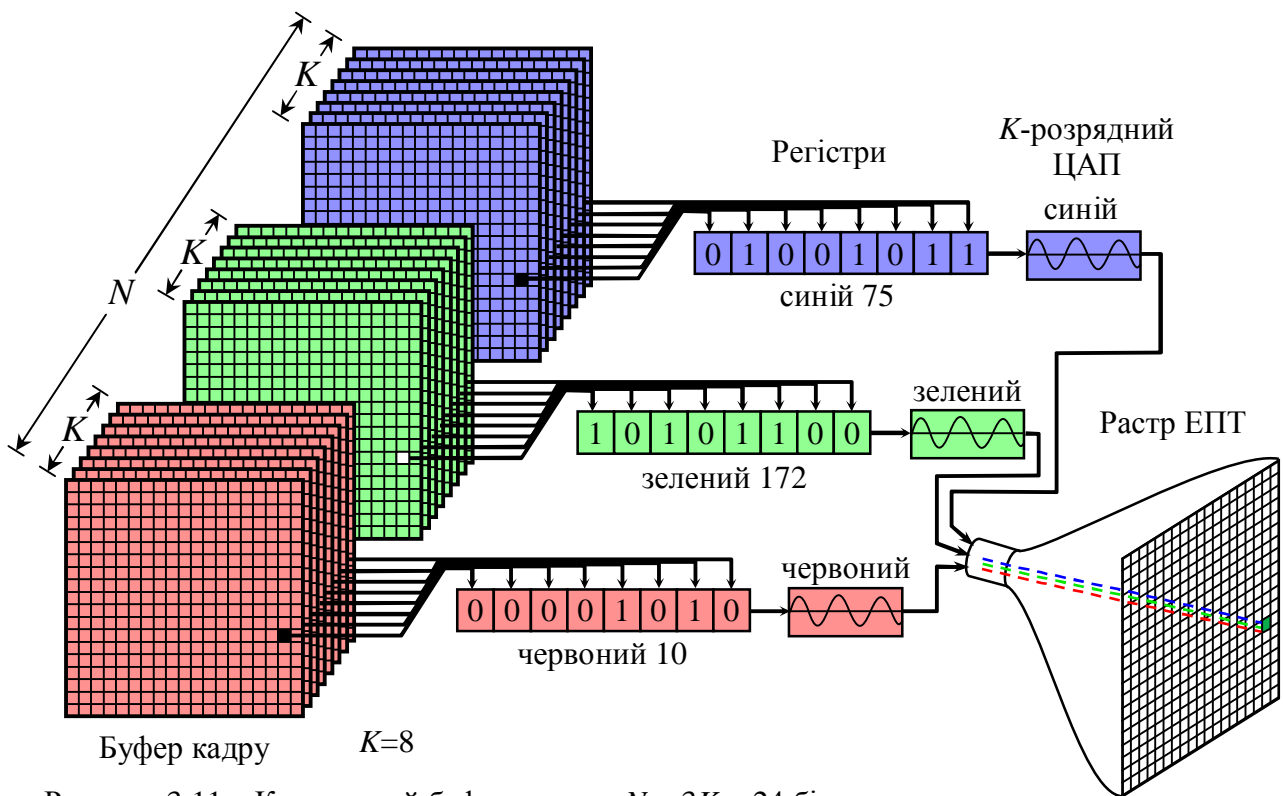 K
K
K
N
Регістри
K-розрядний
ЦАП
синій
0 1 0 0 1 0 1 1
синій 75
зелений
1 0 1 0 1 1 0 0
зелений 172
Растр ЕПТ
червоний
0 0 0 0 1 0 1 0
червоний 10
Буфер кадру
K=8